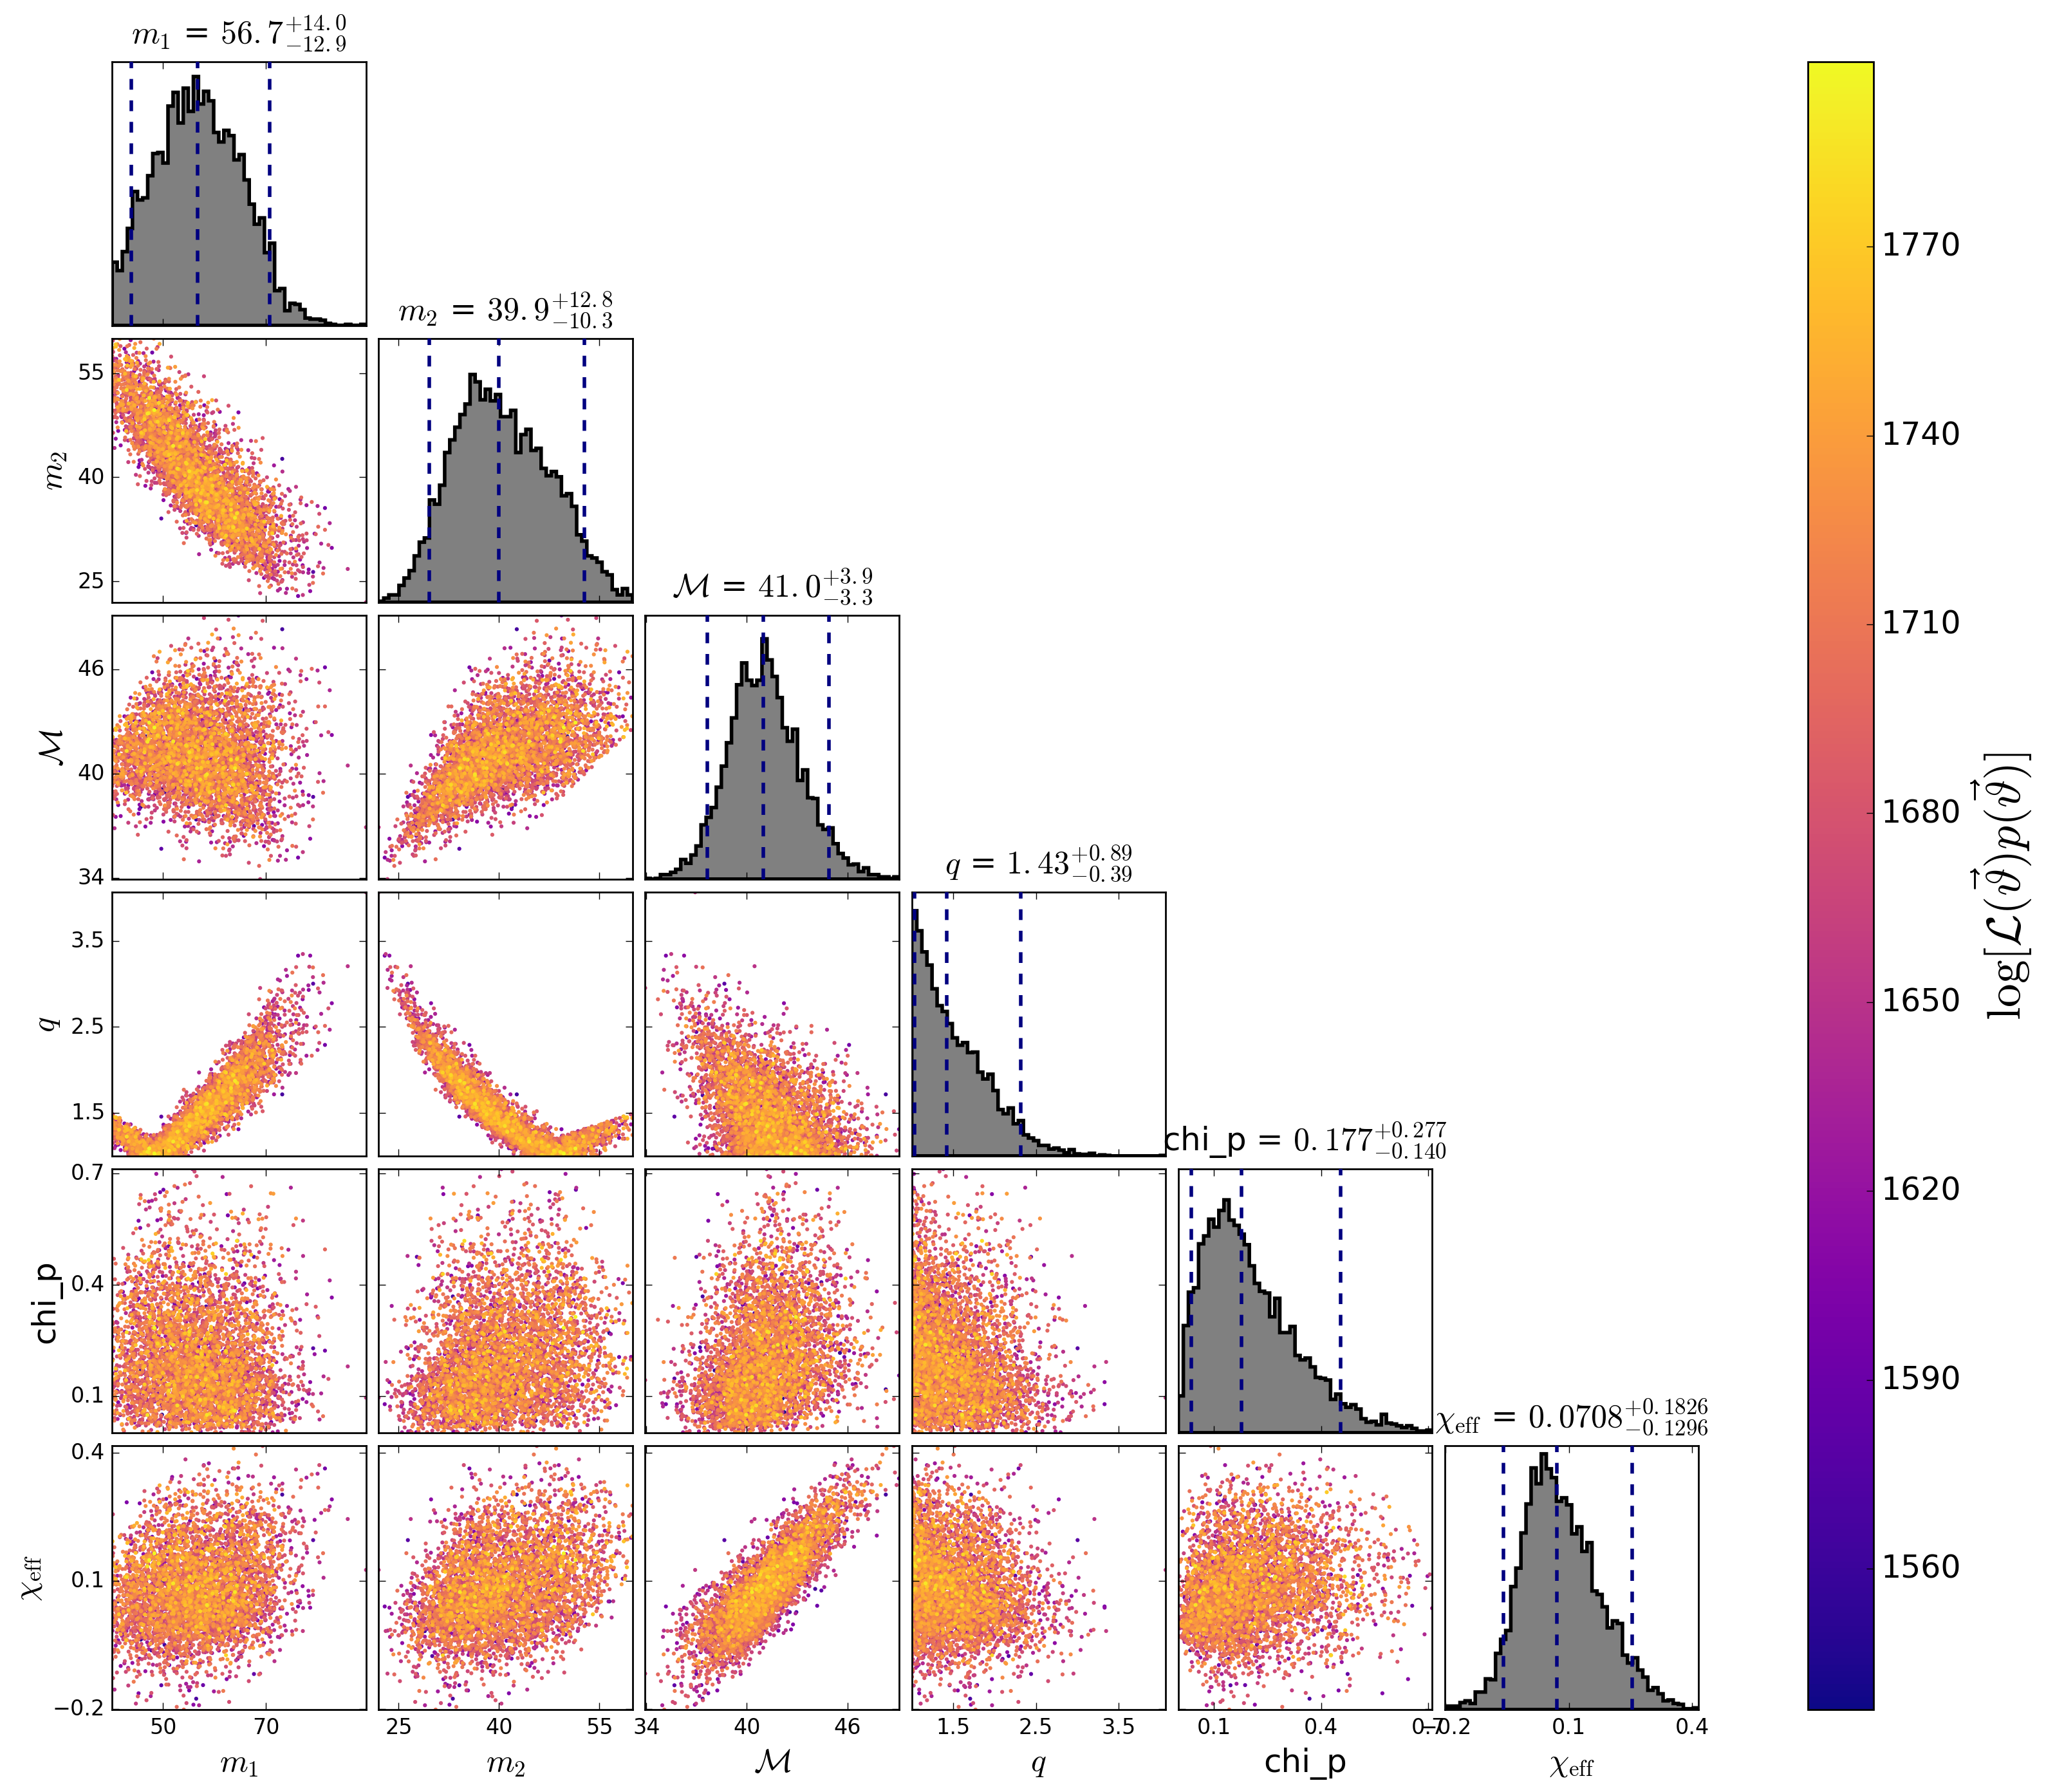 m₁ = 56.7 +14.0 −12.9
m₂ = 39.9 +12.8 −10.3
ℳ = 41.0 +3.9 −3.3
q = 1.43 +0.89 −0.39
chi_p = 0.177 +0.277 −0.140
χeff = 0.0708 +0.1826 −0.1296
m₂
55
40
25
ℳ
46
40
34
q
3.5
2.5
1.5
chi_p
0.7
0.4
0.1
χeff
0.4
0.1
−0.2
50 70
25 40 55
34 40 46
1.5 2.5 3.5
0.1 0.4 0.7
−0.2 0.1 0.4
m₁ m₂ ℳ q chi_p χeff
1770
1740
1710
1680
1650
1620
1590
1560
log[ℒ(ϑ⃗)p(ϑ⃗)]